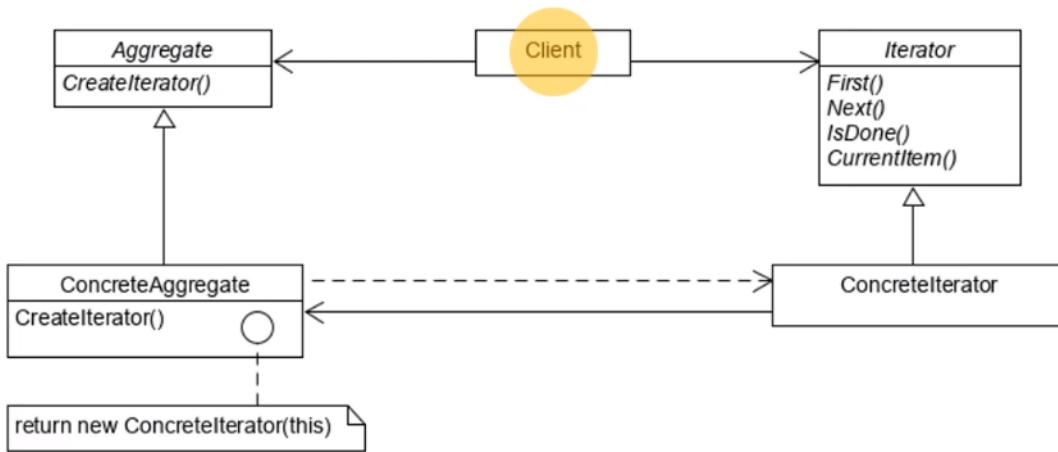 Aggregate
CreateIterator()
Client
Iterator
First()
Next()
IsDone()
CurrentItem()
ConcreteAggregate
CreateIterator()
ConcreteIterator
return new ConcreteIterator(this)